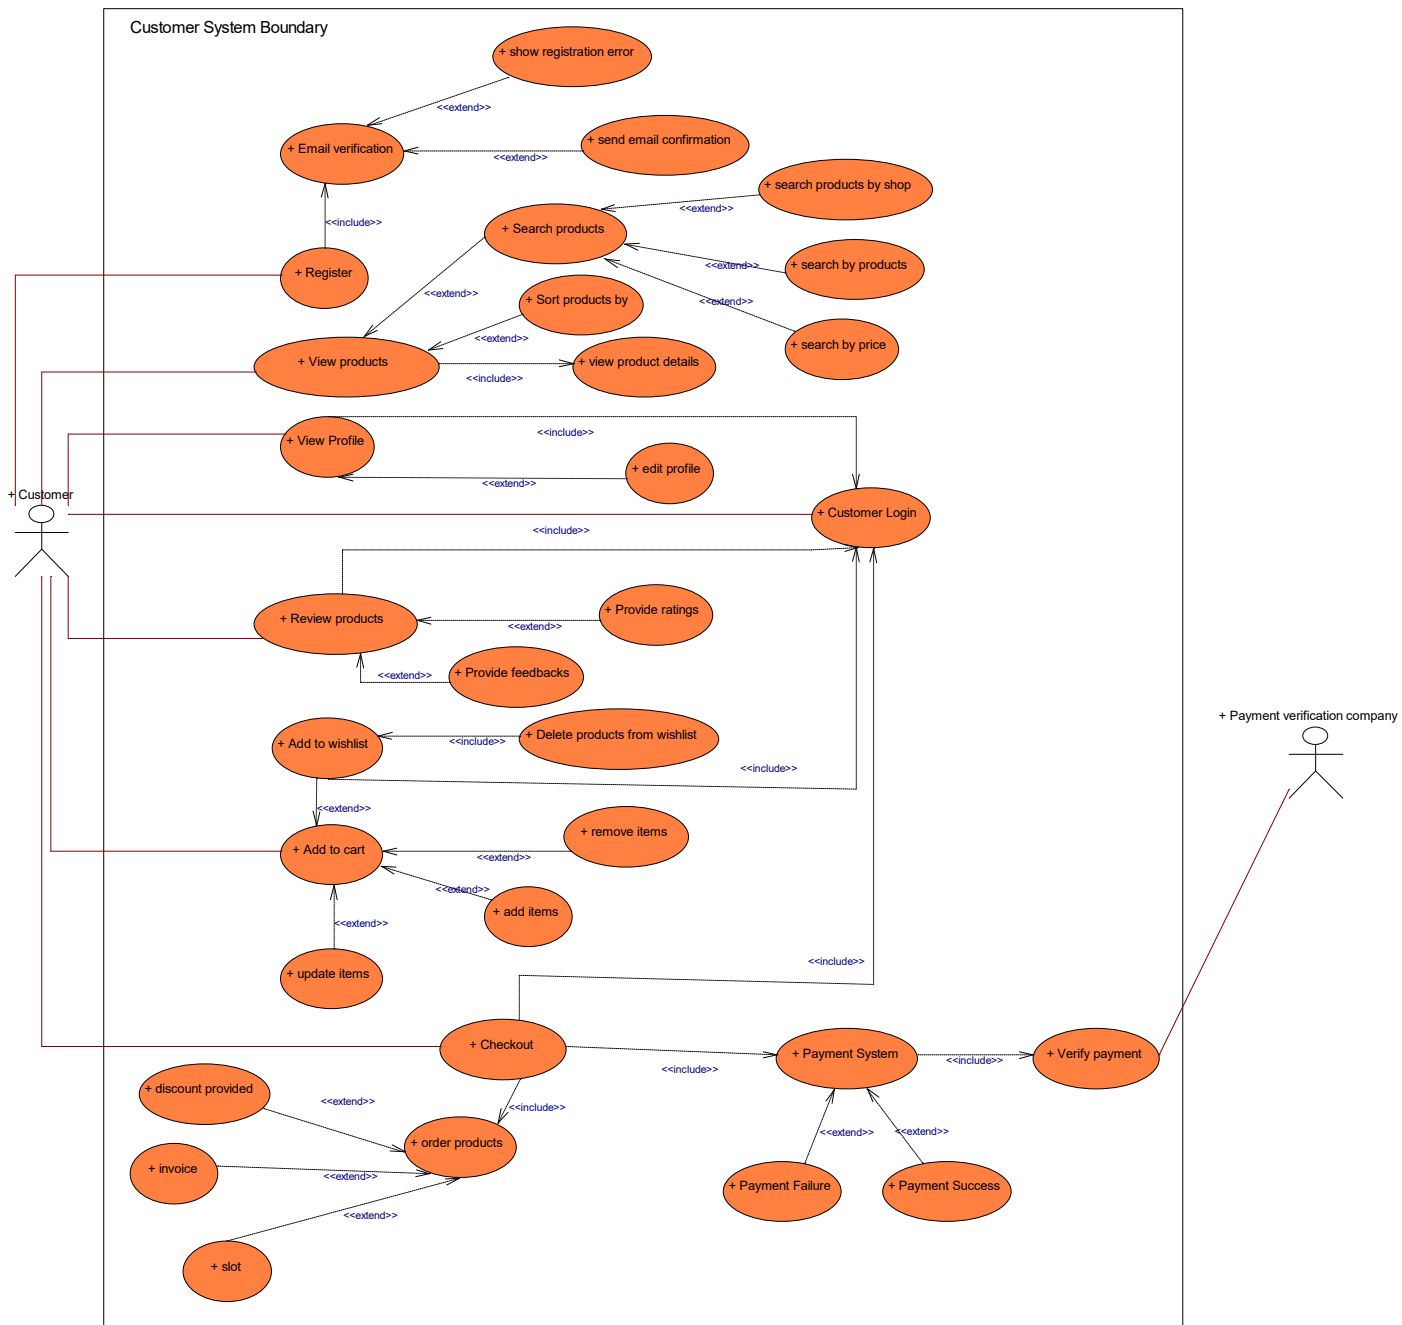 Customer System Boundary
+ show registration error
<<extend>>
+ Email verification
+ send email confirmation
<<extend>>
+ search products by shop
<<extend>>
<<include>>
+ Search products
+ Register
+ search by products
<<extend>>
<<extend>>
+ Sort products by
<<extend>>
<<extend>>
+ search by price
+ View products
+ view product details
<<include>>
+ View Profile
<<include>>
+ edit profile
<<extend>>
+ Customer
+ Customer Login
<<include>>
+ Review products
+ Provide ratings
<<extend>>
+ Provide feedbacks
<<extend>>
+ Payment verification company
+ Add to wishlist
+ Delete products from wishlist
<<include>>
<<include>>
<<extend>>
+ remove items
+ Add to cart
<<extend>>
<<extend>>
+ add items
<<extend>>
+ update items
<<include>>
+ Checkout
+ Payment System
+ Verify payment
<<include>>
<<include>>
+ discount provided
<<extend>>
<<include>>
+ order products
<<extend>>
<<extend>>
+ invoice
<<extend>>
+ Payment Failure
+ Payment Success
<<extend>>
+ slot